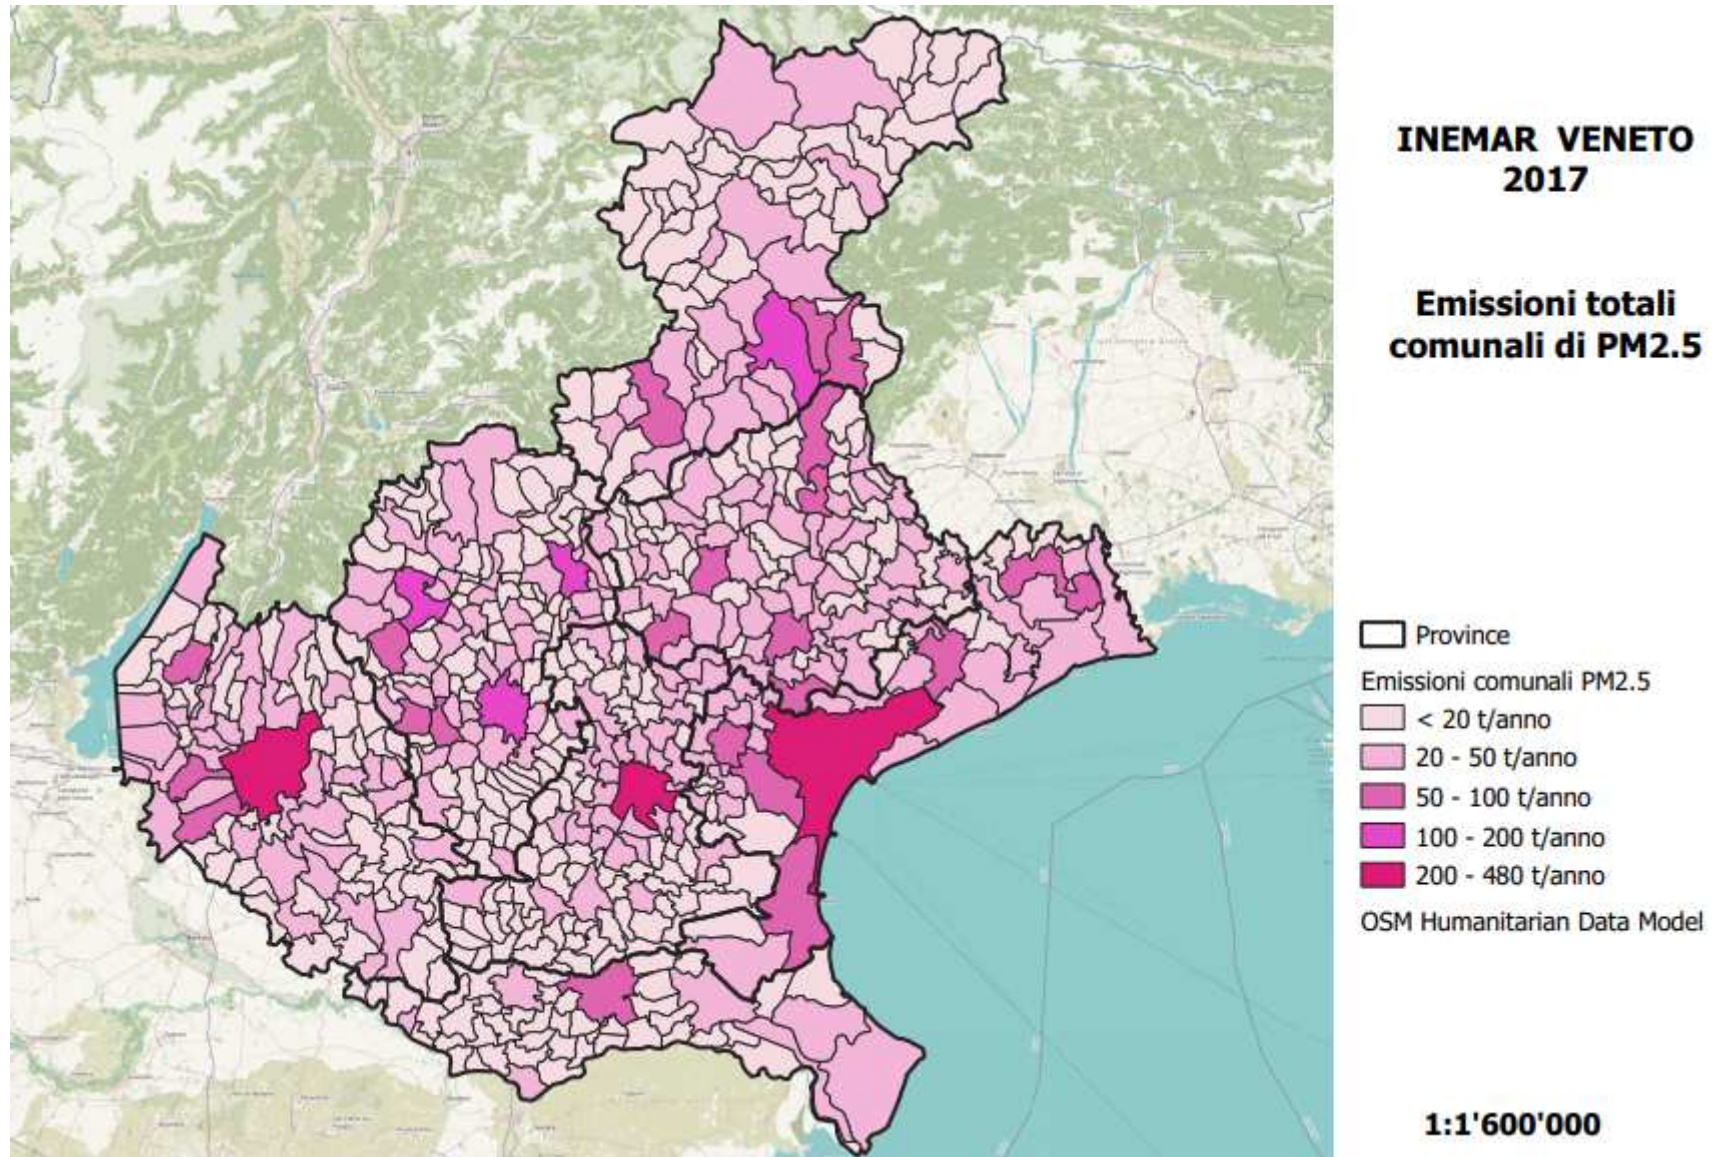 INEMAR VENETO
2017
Emissioni totali
comunali di PM2.5
Province
Emissioni comunali PM2.5
< 20 t/anno
20 - 50 t/anno
50 - 100 t/anno
100 - 200 t/anno
200 - 480 t/anno
OSM Humanitarian Data Model
1:1'600'000